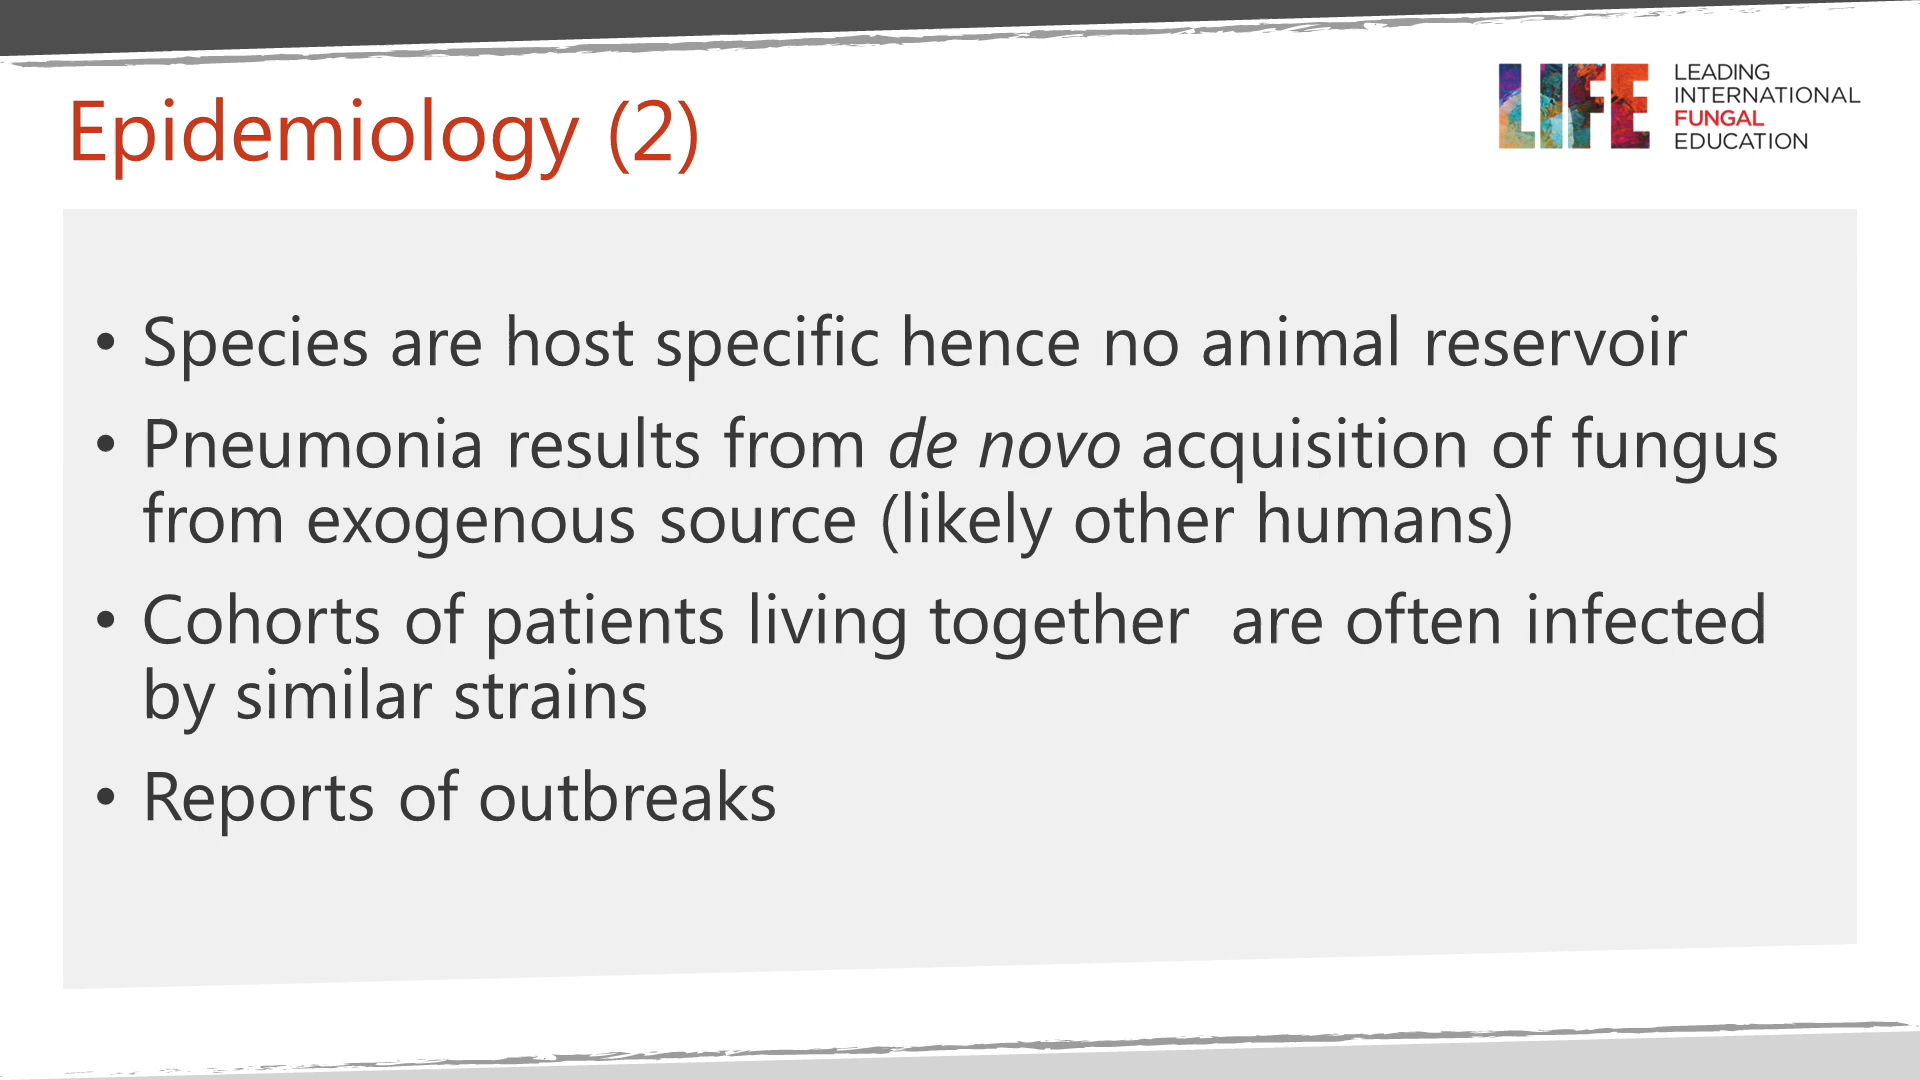 Epidemiology (2)
LIFE
LEADING
INTERNATIONAL
FUNGAL
EDUCATION
• Species are host specific hence no animal reservoir
• Pneumonia results from de novo acquisition of fungus
from exogenous source (likely other humans)
• Cohorts of patients living together  are often infected
by similar strains
• Reports of outbreaks